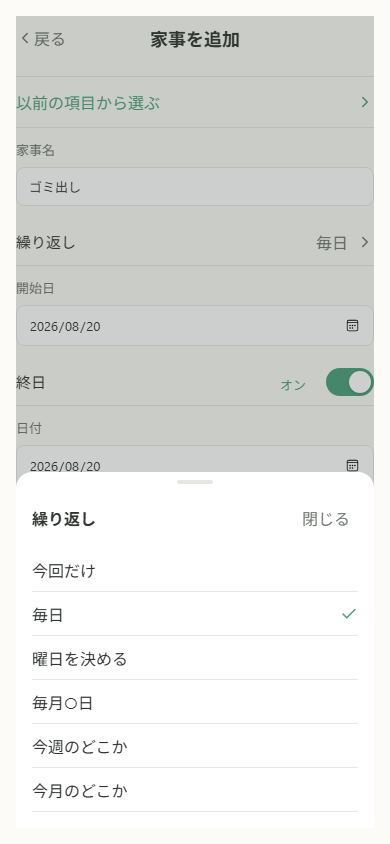 戻る
家事を追加
以前の項目から選ぶ
家事名
ゴミ出し
繰り返し
毎日
開始日
2026/08/20
終日
オン
日付
2026/08/20
繰り返し
閉じる
今回だけ
毎日
曜日を決める
毎月○日
今週のどこか
今月のどこか